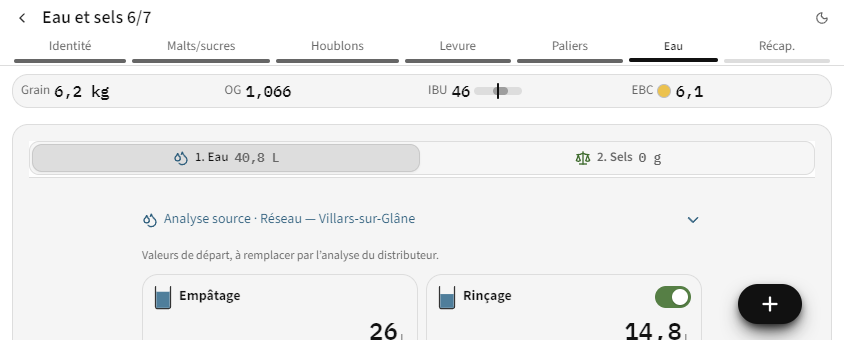 Eau et sels 6/7
Identité Malts/sucres Houblons Levure Paliers Eau Récap.
Grain 6,2 kg OG 1,066 IBU 46 EBC 6,1
1. Eau 40,8 L 2. Sels 0 g
Analyse source · Réseau — Villars-sur-Glâne
Valeurs de départ, à remplacer par l'analyse du distributeur.
Empâtage Rinçage
26 L 14,8 L